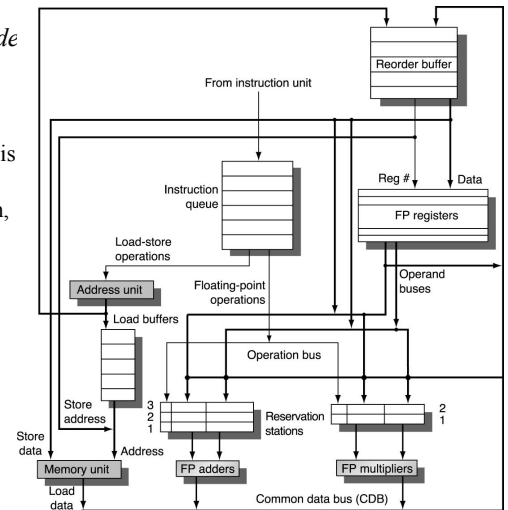 de
Reorder buffer
From instruction unit
is
Reg #
Data
Instruction
queue
n,
FP registers
Load-store
operations
Operand
buses
Floating-point
operations
Address unit
Load buffers
Operation bus
3
2
1
2
1
Store
address
Reservation
stations
Store
data
Address
Memory unit
FP adders
FP multipliers
Load
data
Common data bus (CDB)